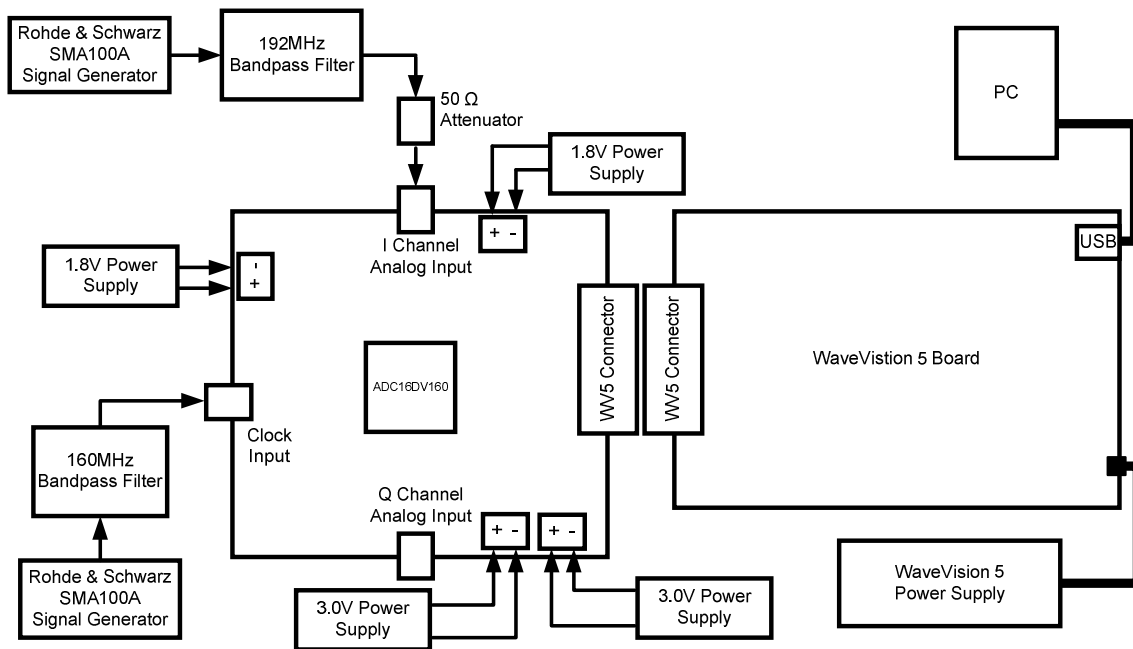 Rohde & Schwarz
SMA100A
Signal Generator
192MHz
Bandpass Filter
50 Ω
Attenuator
1.8V Power
Supply
PC
+ -
I Channel
Analog Input
USB
1.8V Power
Supply
-
+
WV5 Connector
WV5 Connector
WaveVistion 5 Board
ADC16DV160
Clock
Input
160MHz
Bandpass Filter
Q Channel
Analog Input
+ -
+ -
Rohde & Schwarz
SMA100A
Signal Generator
3.0V Power
Supply
3.0V Power
Supply
WaveVision 5
Power Supply